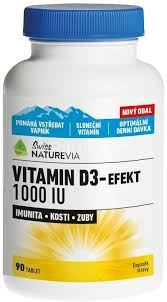 NOVÝ OBAL
POMÁHÁ VSTŘEBAT
VÁPNÍK
SLUNEČNÍ
VITAMÍN
OPTIMÁLNÍ
DENNÍ DÁVKA
Swiss
NATUREVIA
VITAMIN D3-EFEKT
1000 IU
IMUNITA • KOSTI • ZUBY
90 TABLET
Doplněk
stravy